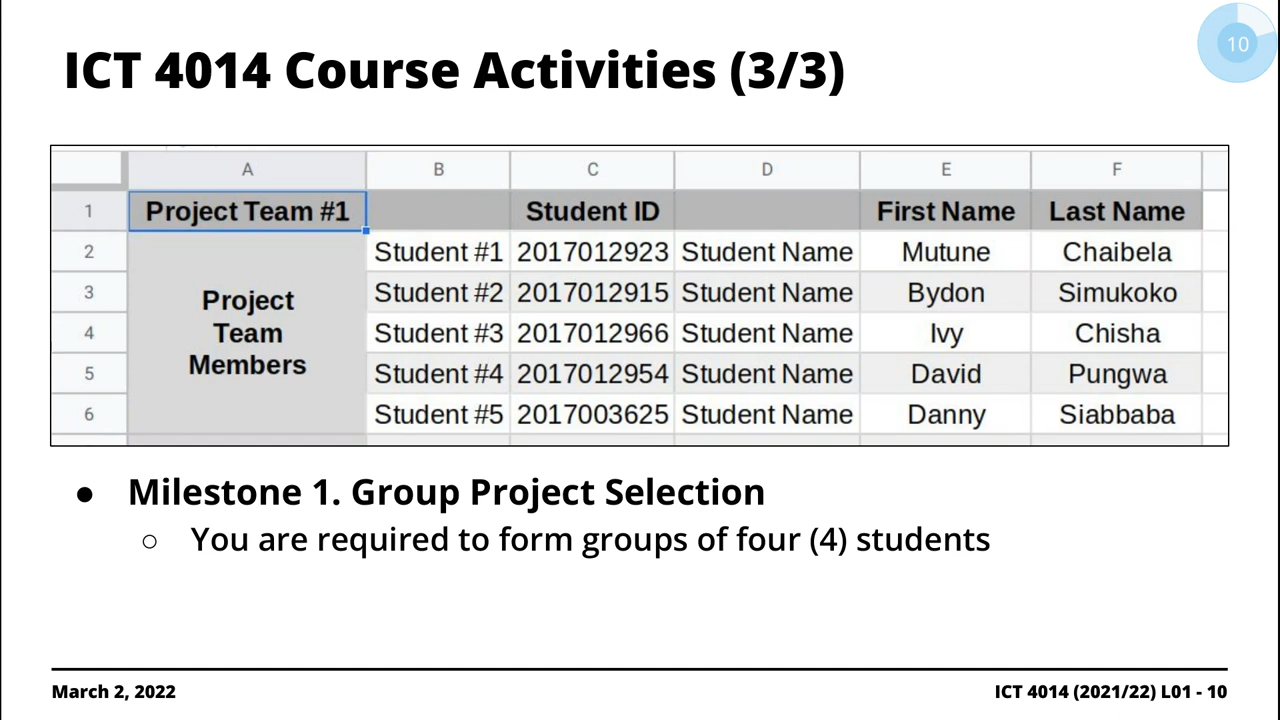 10
ICT 4014 Course Activities (3/3)
A B C D E F
1 Project Team #1 Student ID First Name Last Name
2 Student #1 2017012923 Student Name Mutune Chaibela
3 Student #2 2017012915 Student Name Bydon Simukoko
4 Student #3 2017012966 Student Name Ivy Chisha
5 Student #4 2017012954 Student Name David Pungwa
6 Student #5 2017003625 Student Name Danny Siabbaba
Project
Team
Members
● Milestone 1. Group Project Selection
○ You are required to form groups of four (4) students
March 2, 2022 ICT 4014 (2021/22) L01 - 10